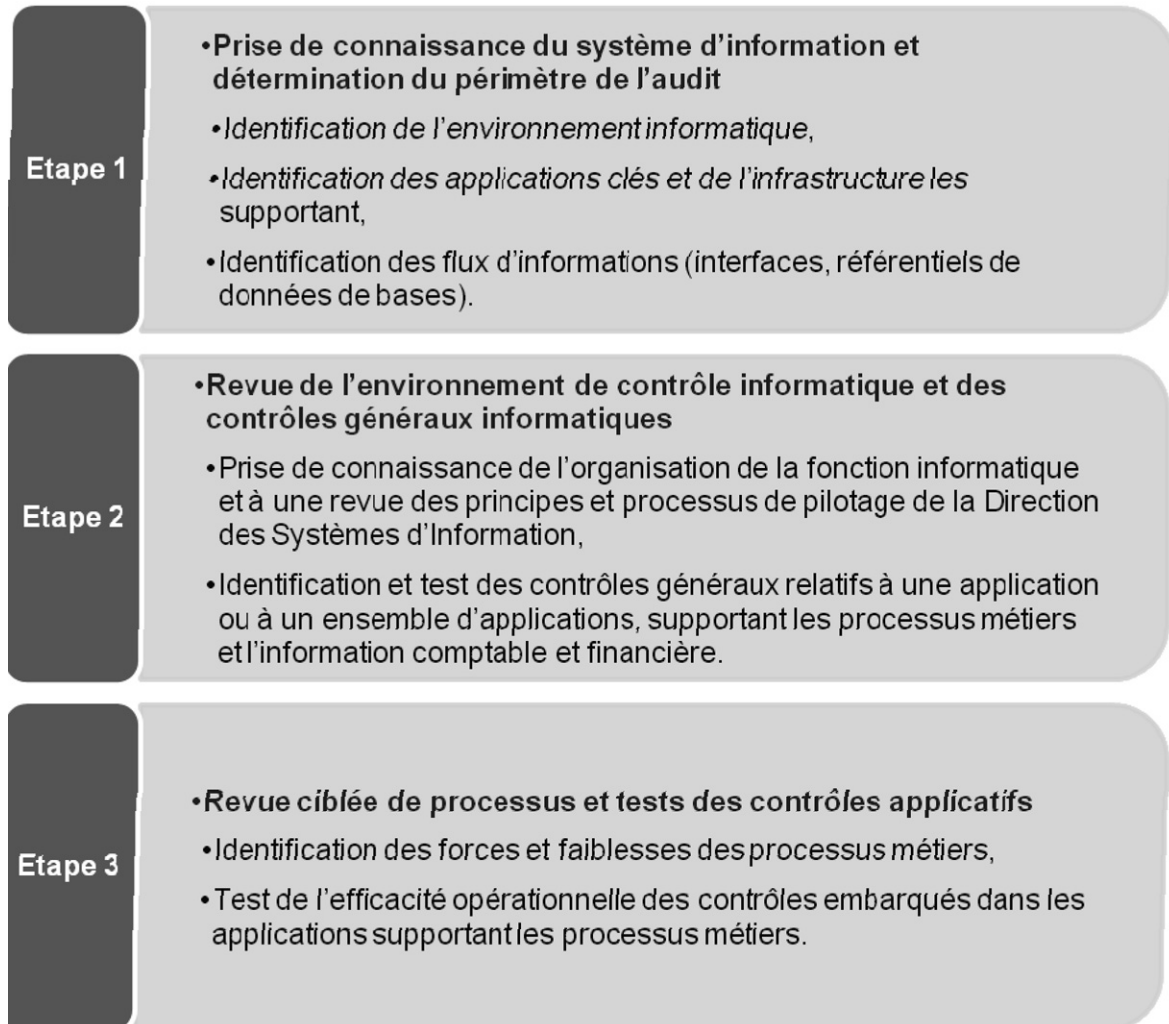 Etape 1
•Prise de connaissance du système d’information et
détermination du périmètre de l’audit
•Identification de l’environnement informatique,
•Identification des applications clés et de l’infrastructure les
supportant,
•Identification des flux d’informations (interfaces, référentiels de
données de bases).
Etape 2
•Revue de l’environnement de contrôle informatique et des
contrôles généraux informatiques
•Prise de connaissance de l’organisation de la fonction informatique
et à une revue des principes et processus de pilotage de la Direction
des Systèmes d’Information,
•Identification et test des contrôles généraux relatifs à une application
ou à un ensemble d’applications, supportant les processus métiers
et l’information comptable et financière.
Etape 3
•Revue ciblée de processus et tests des contrôles applicatifs
•Identification des forces et faiblesses des processus métiers,
•Test de l’efficacité opérationnelle des contrôles embarqués dans les
applications supportant les processus métiers.